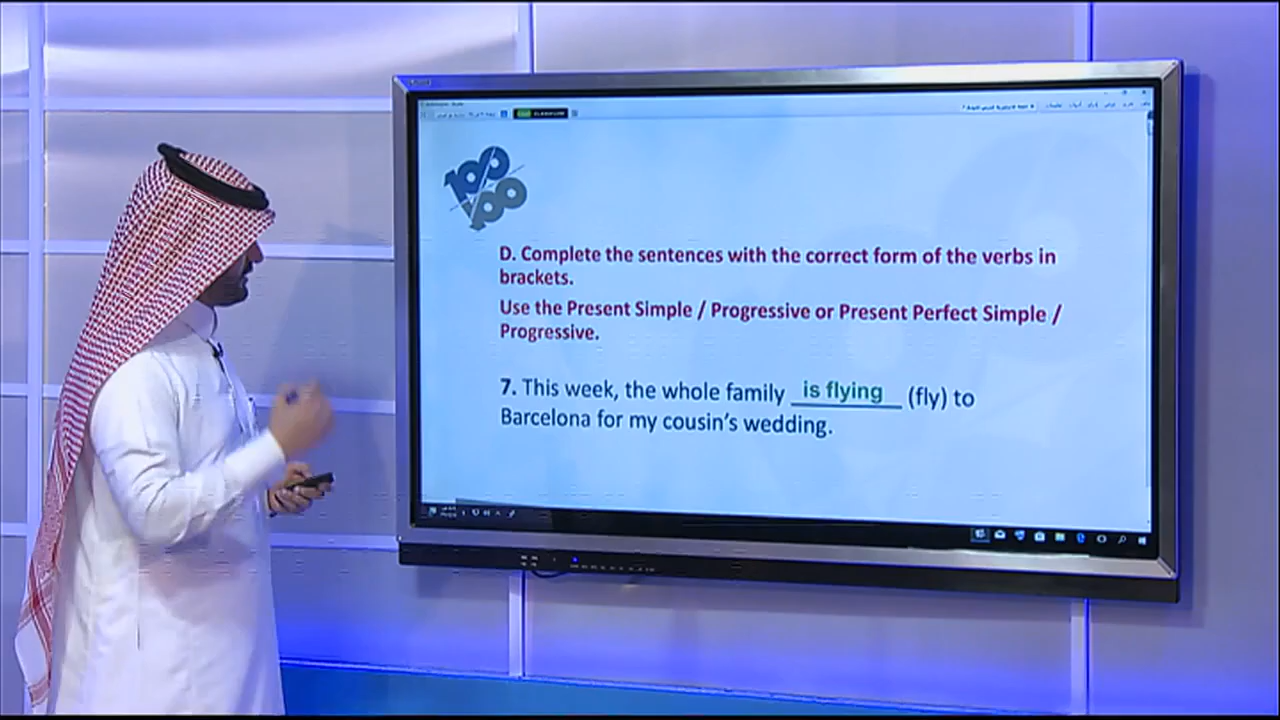 100
100
D. Complete the sentences with the correct form of the verbs in
brackets.
Use the Present Simple / Progressive or Present Perfect Simple /
Progressive.
7. This week, the whole family is flying (fly) to
Barcelona for my cousin's wedding.